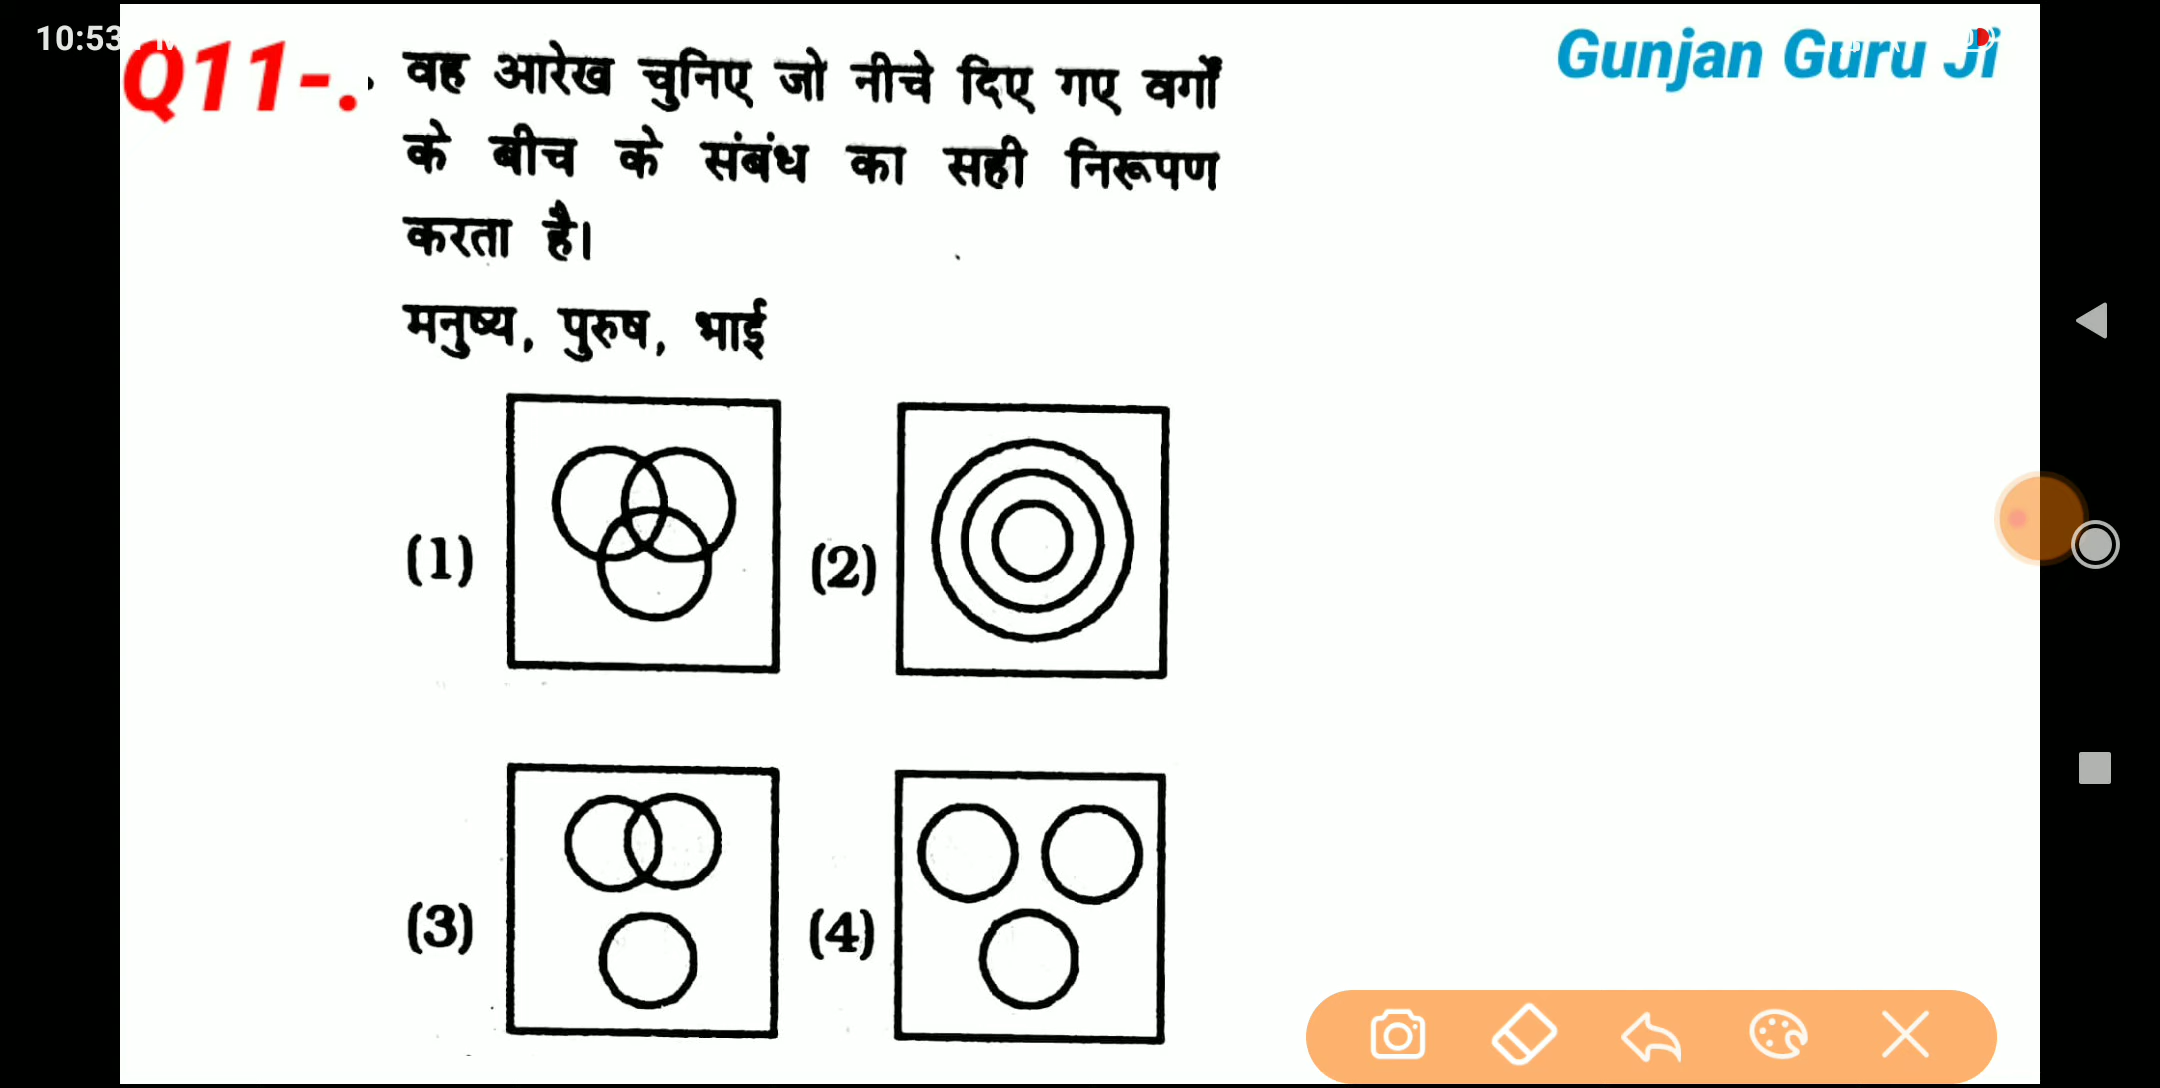 10:53
Q11-.
Gunjan Guru Ji
वह आरेख चुनिए जो नीचे दिए गए वर्गों
के बीच के संबंध का सही निरूपण
करता है।
मनुष्य, पुरुष, भाई
(1) (2)
(3) (4)